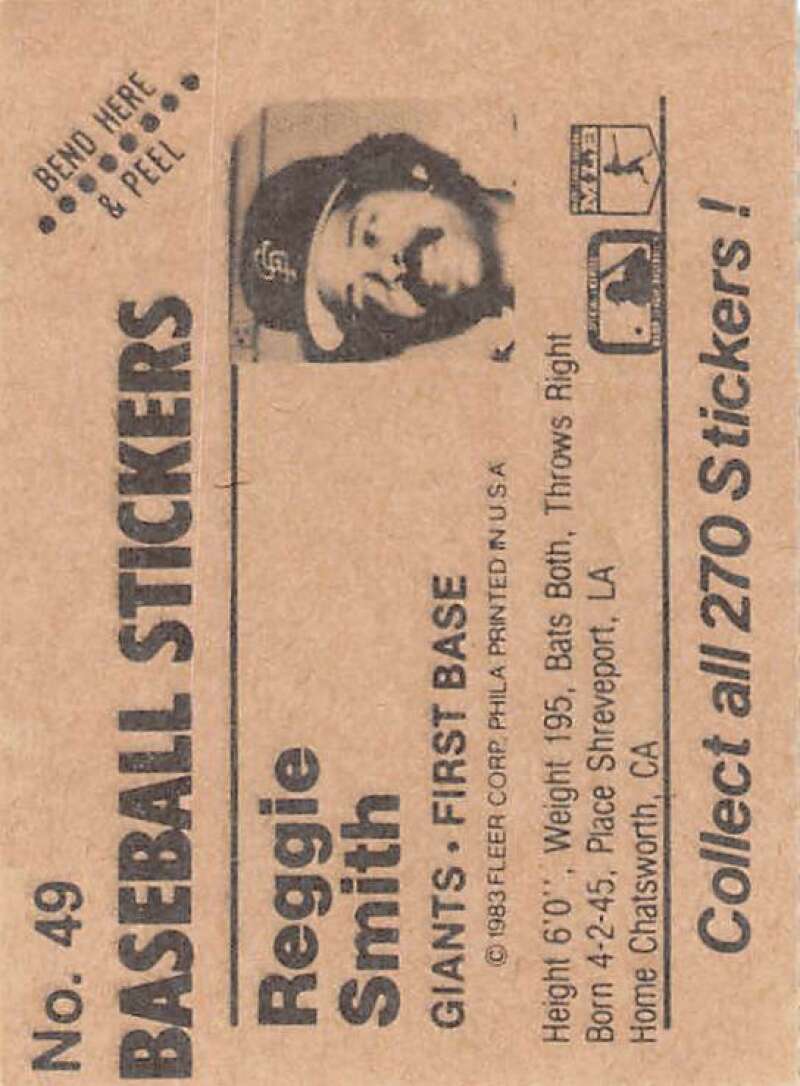 No. 49
BEND HERE
& PEEL
BASEBALL STICKERS
Reggie
Smith
GIANTS • FIRST BASE
© 1983 FLEER CORP. PHILA PRINTED IN U.S.A
SF
Height 6'0'', Weight 195, Bats Both, Throws Right
Born 4-2-45, Place Shreveport, LA
Home Chatsworth, CA
Collect all 270 Stickers!